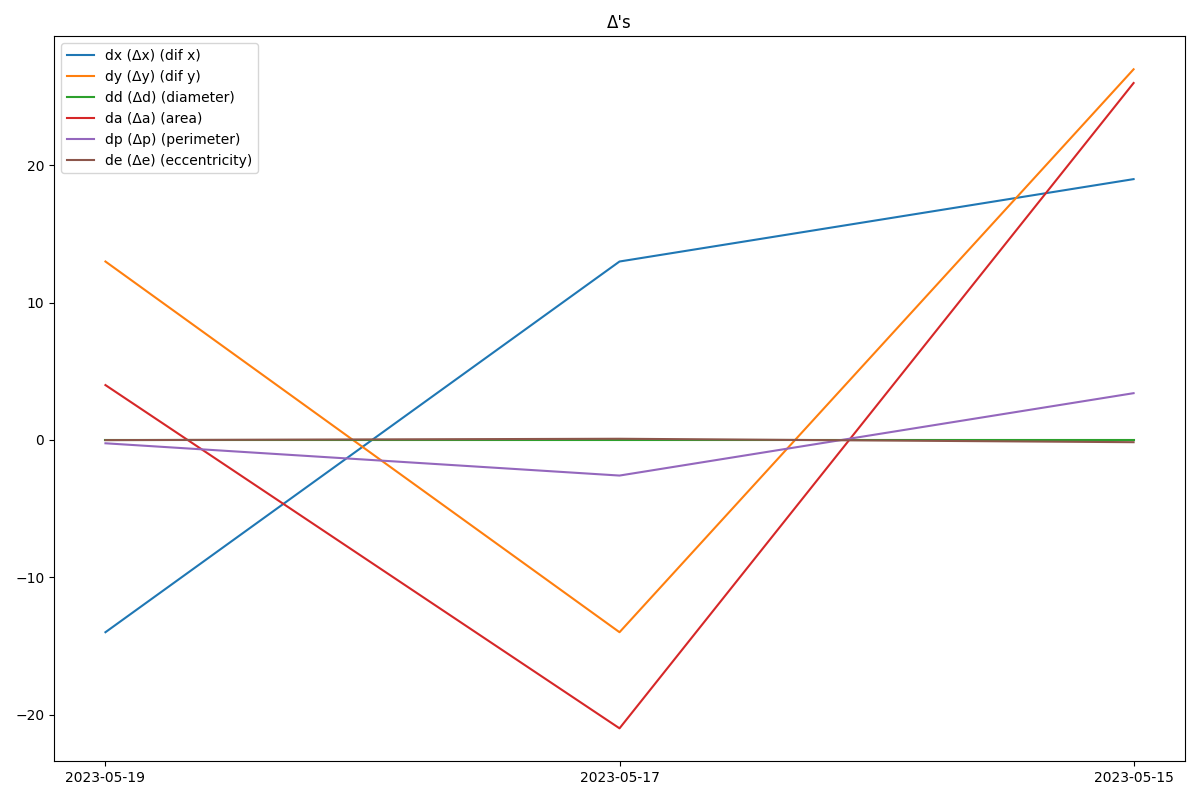 Δ's
dx (Δx) (dif x)
dy (Δy) (dif y)
dd (Δd) (diameter)
da (Δa) (area)
dp (Δp) (perimeter)
de (Δe) (eccentricity)
20
10
0
−10
−20
2023-05-19
2023-05-17
2023-05-15